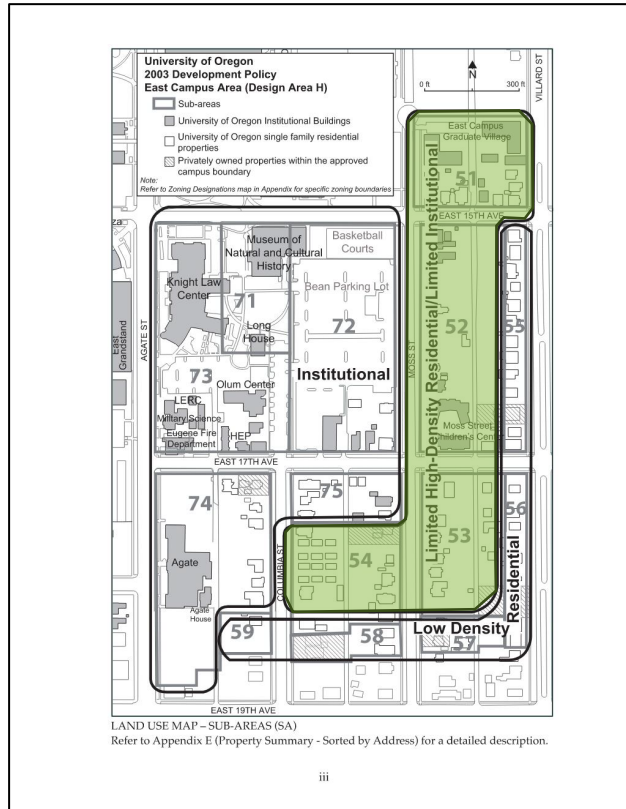 University of Oregon
2003 Development Policy
East Campus Area (Design Area H)
Sub-areas
University of Oregon Institutional Buildings
University of Oregon single family residential
properties
Privately owned properties within the approved
campus boundary
Note:
Refer to Zoning Designations map in Appendix for specific zoning boundaries
N
0 ft
300 ft
VILLARD ST
East Campus
Graduate Village
51
EAST 15TH AVE
za
Museum of
Natural and Cultural
History
Basketball
Courts
Knight Law
Center
71
Bean Parking Lot
Long
House
72
52
55
AGATE ST
East
Grandstand
MOSS ST
Limited High-Density Residential/Limited Institutional
73
Institutional
Olum Center
LERC
Military Science
Eugene Fire
Department
HEP
Moss Street
Children's Center
EAST 17TH AVE
74
75
56
53
54
Agate
COLUMBIA ST
Residential
Agate
House
59
58
Low Density
57
EAST 19TH AVE
LAND USE MAP – SUB-AREAS (SA)
Refer to Appendix E (Property Summary - Sorted by Address) for a detailed description.
iii